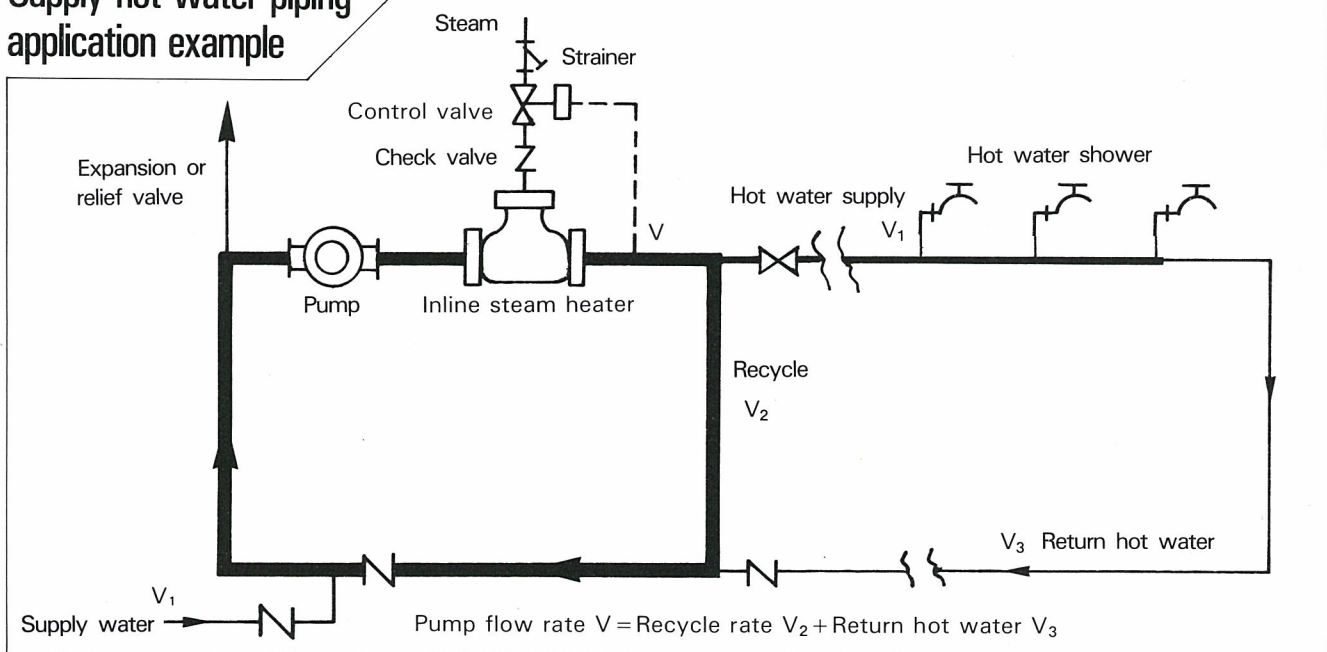 Supply hot water piping
application example
Steam
Strainer
Control valve
Check valve
Expansion or
relief valve
Hot water shower
Hot water supply
V₁
V
Pump
Inline steam heater
Recycle
V₂
V₃ Return hot water
V₁
Supply water
Pump flow rate V = Recycle rate V₂ + Return hot water V₃